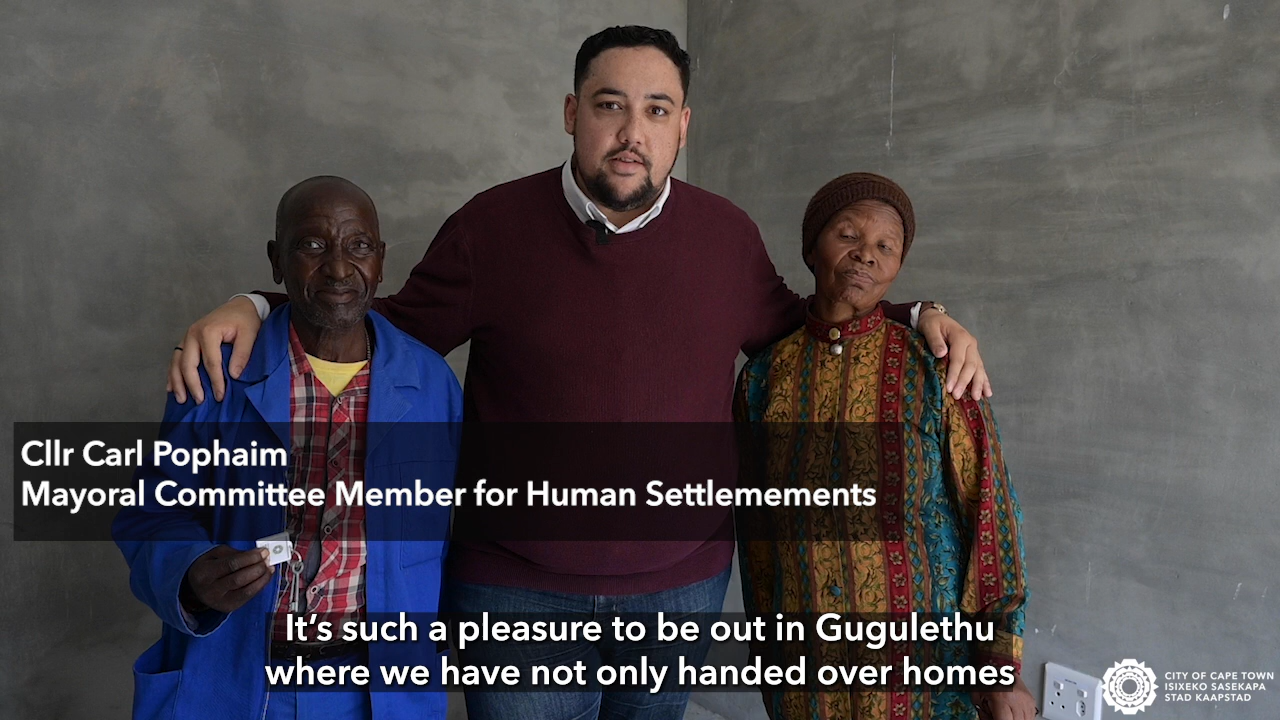 Cllr Carl Pophaim
Mayoral Committee Member for Human Settlemements
It's such a pleasure to be out in Gugulethu
where we have not only handed over homes
CITY OF CAPE TOWN
ISIXEKO SASEKAPA
STAD KAAPSTAD